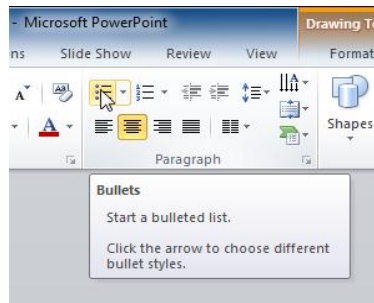 - Microsoft PowerPoint
Drawing To
ns Slide Show Review View Format
A Aa
A Shapes
Paragraph
Bullets
Start a bulleted list.
Click the arrow to choose different
bullet styles.